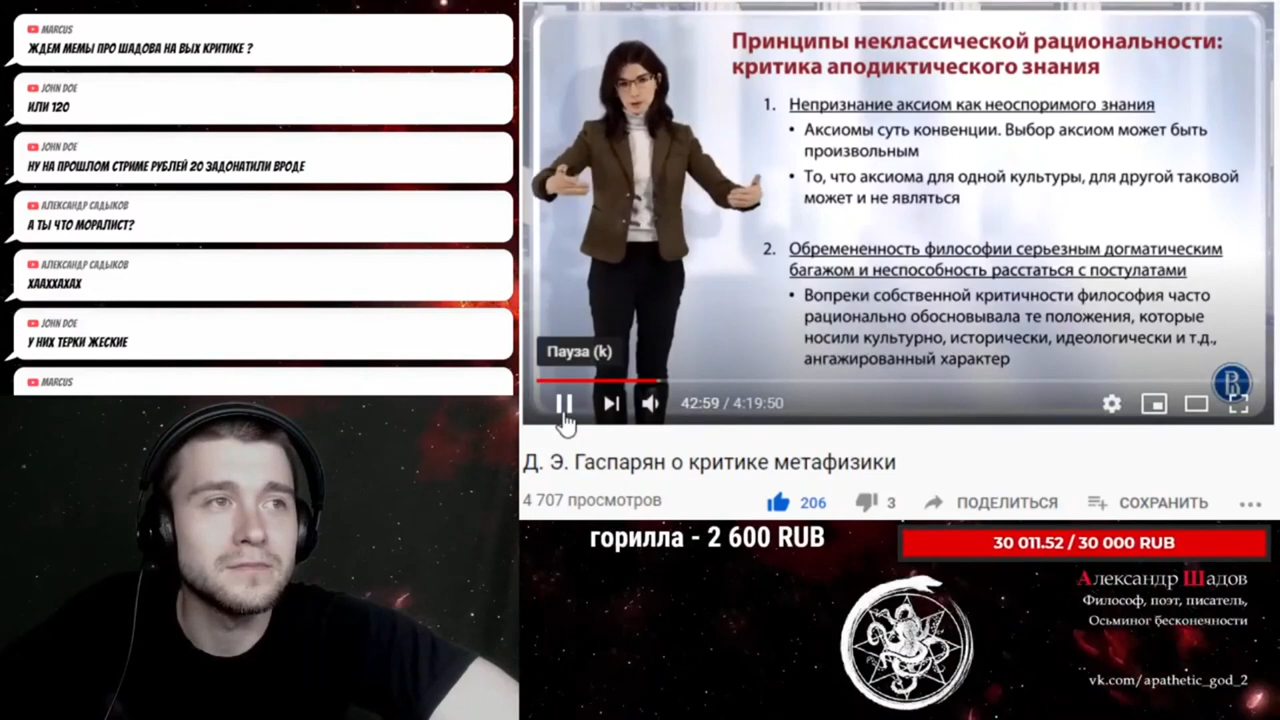 MARCUS
ЖДЕМ МЕМЫ ПРО ШАДОВА НА ВЫХ КРИТИКЕ ?
JOHN DOE
ИЛИ 120
JOHN DOE
НУ НА ПРОШЛОМ СТРИМЕ РУБЛЕЙ 20 ЗАДОНАТИЛИ ВРОДЕ
АЛЕКСАНДР САДЫКОВ
А ТЫ ЧТО МОРАЛИСТ?
АЛЕКСАНДР САДЫКОВ
ХААХХАХАХ
JOHN DOE
У НИХ ТЕРКИ ЖЕСКИЕ
MARCUS
Принципы неклассической рациональности:
критика аподиктического знания
1. Непризнание аксиом как неоспоримого знания
• Аксиомы суть конвенции. Выбор аксиом может быть
произвольным
• То, что аксиома для одной культуры, для другой таковой
может и не являться
2. Обремененность философии серьезным догматическим
багажом и неспособность расстаться с постулатами
• Вопреки собственной критичности философия часто
рационально обосновывала те положения, которые
носили культурно, исторически, идеологически и т.д.,
ангажированный характер
Пауза (k)
42:59 / 4:19:50
Д. Э. Гаспарян о критике метафизики
4 707 просмотров
206
3
ПОДЕЛИТЬСЯ
СОХРАНИТЬ
горилла - 2 600 RUB
30 011.52 / 30 000 RUB
Александр Шадов
Философ, поэт, писатель,
Осьминог бесконечности
vk.com/apathetic_god_2